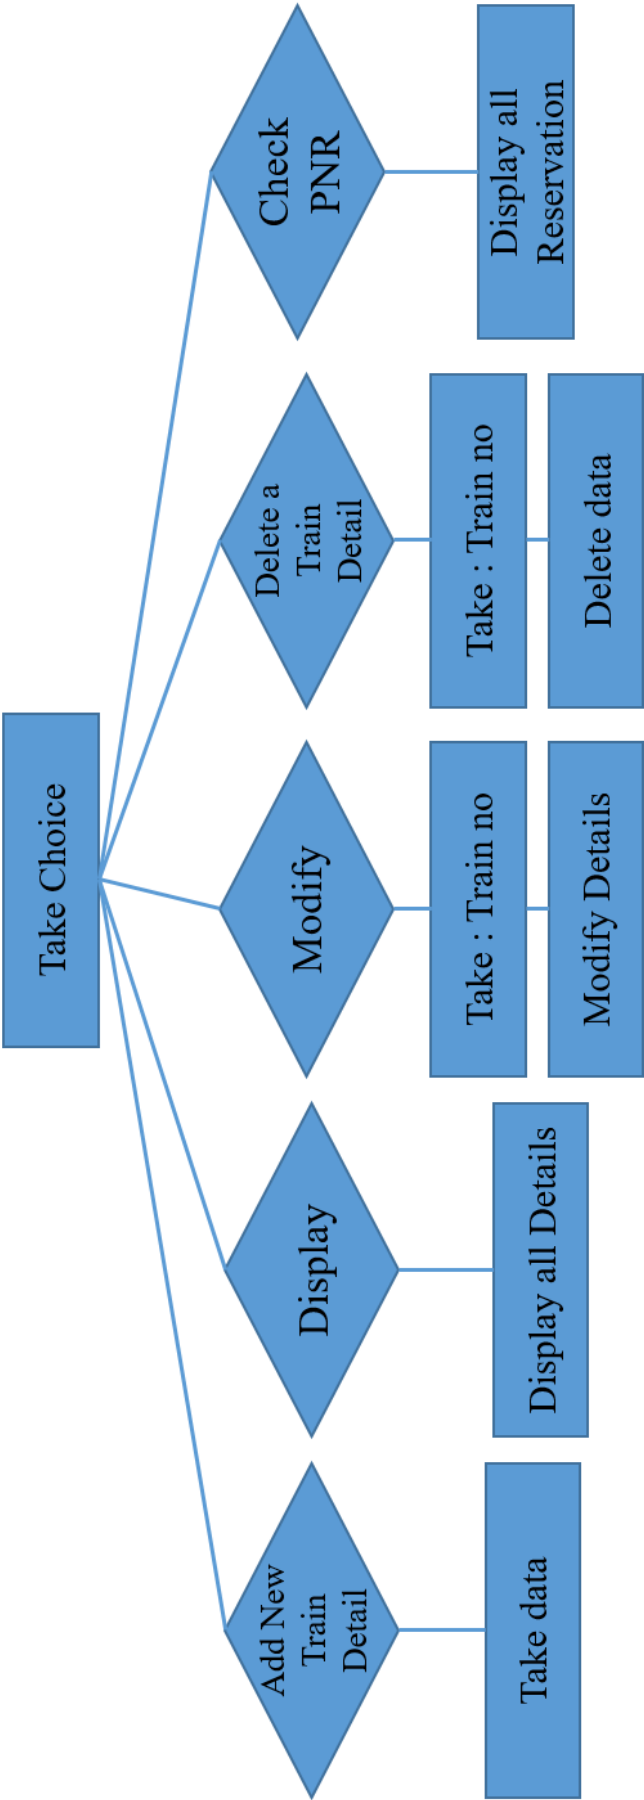 Take Choice
Add New
Train
Detail
Display
Modify
Delete a
Train
Detail
Check
PNR
Take data
Display all Details
Take : Train no
Modify Details
Take : Train no
Delete data
Display all
Reservation